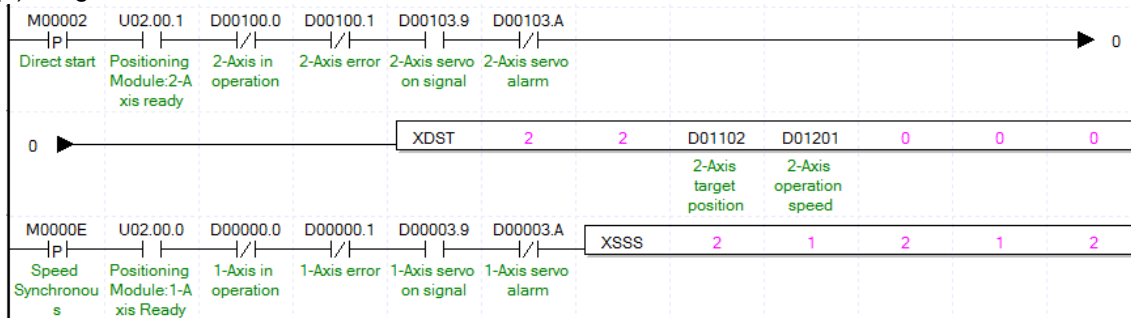 M00002 U02.00.1 D00100.0 D00100.1 D00103.9 D00103.A
P
0
Direct start Positioning 2-Axis in 2-Axis error 2-Axis servo 2-Axis servo
Module:2-A operation on signal alarm
xis ready
0 XDST 2 2 D01102 D01201 0 0 0
2-Axis 2-Axis
target operation
position speed
M0000E U02.00.0 D00000.0 D00000.1 D00003.9 D00003.A
P XSSS 2 1 2 1 2
Speed Positioning 1-Axis in 1-Axis error 1-Axis servo 1-Axis servo
Synchronou Module:1-A operation on signal alarm
s xis Ready